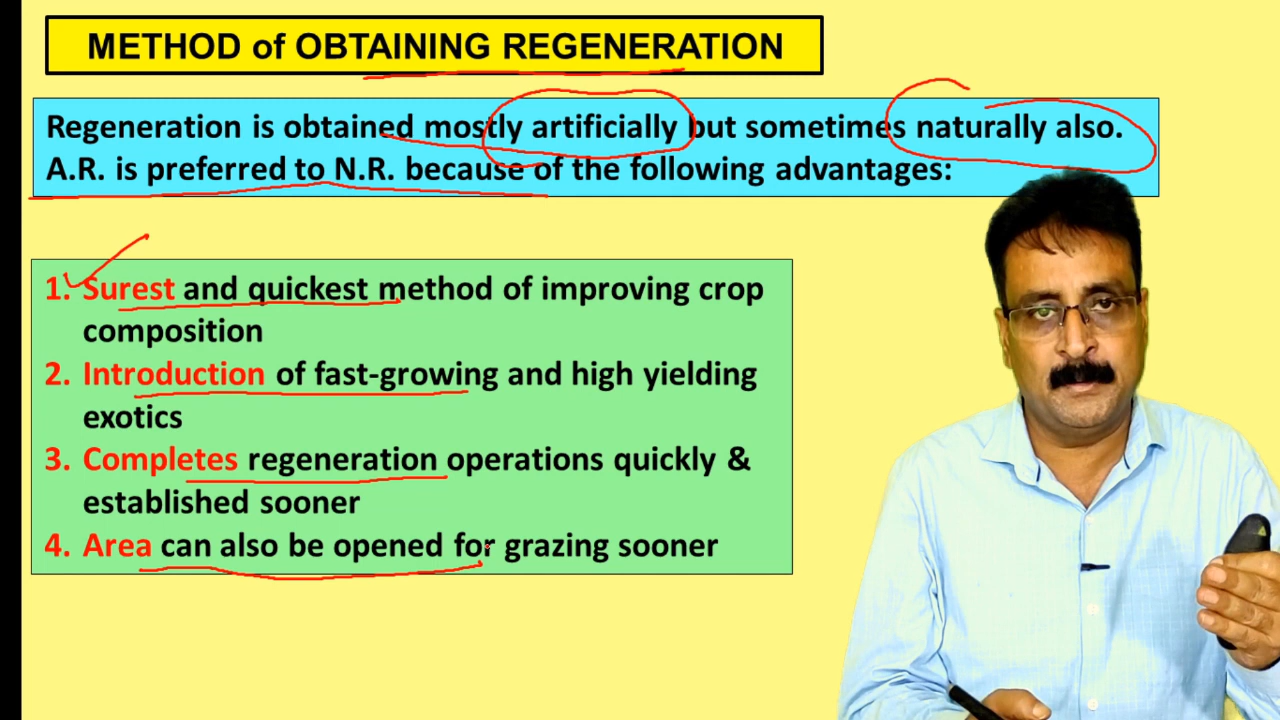 METHOD of OBTAINING REGENERATION
Regeneration is obtained mostly artificially but sometimes naturally also.
A.R. is preferred to N.R. because of the following advantages:
1. Surest and quickest method of improving crop
composition
2. Introduction of fast-growing and high yielding
exotics
3. Completes regeneration operations quickly &
established sooner
4. Area can also be opened for grazing sooner